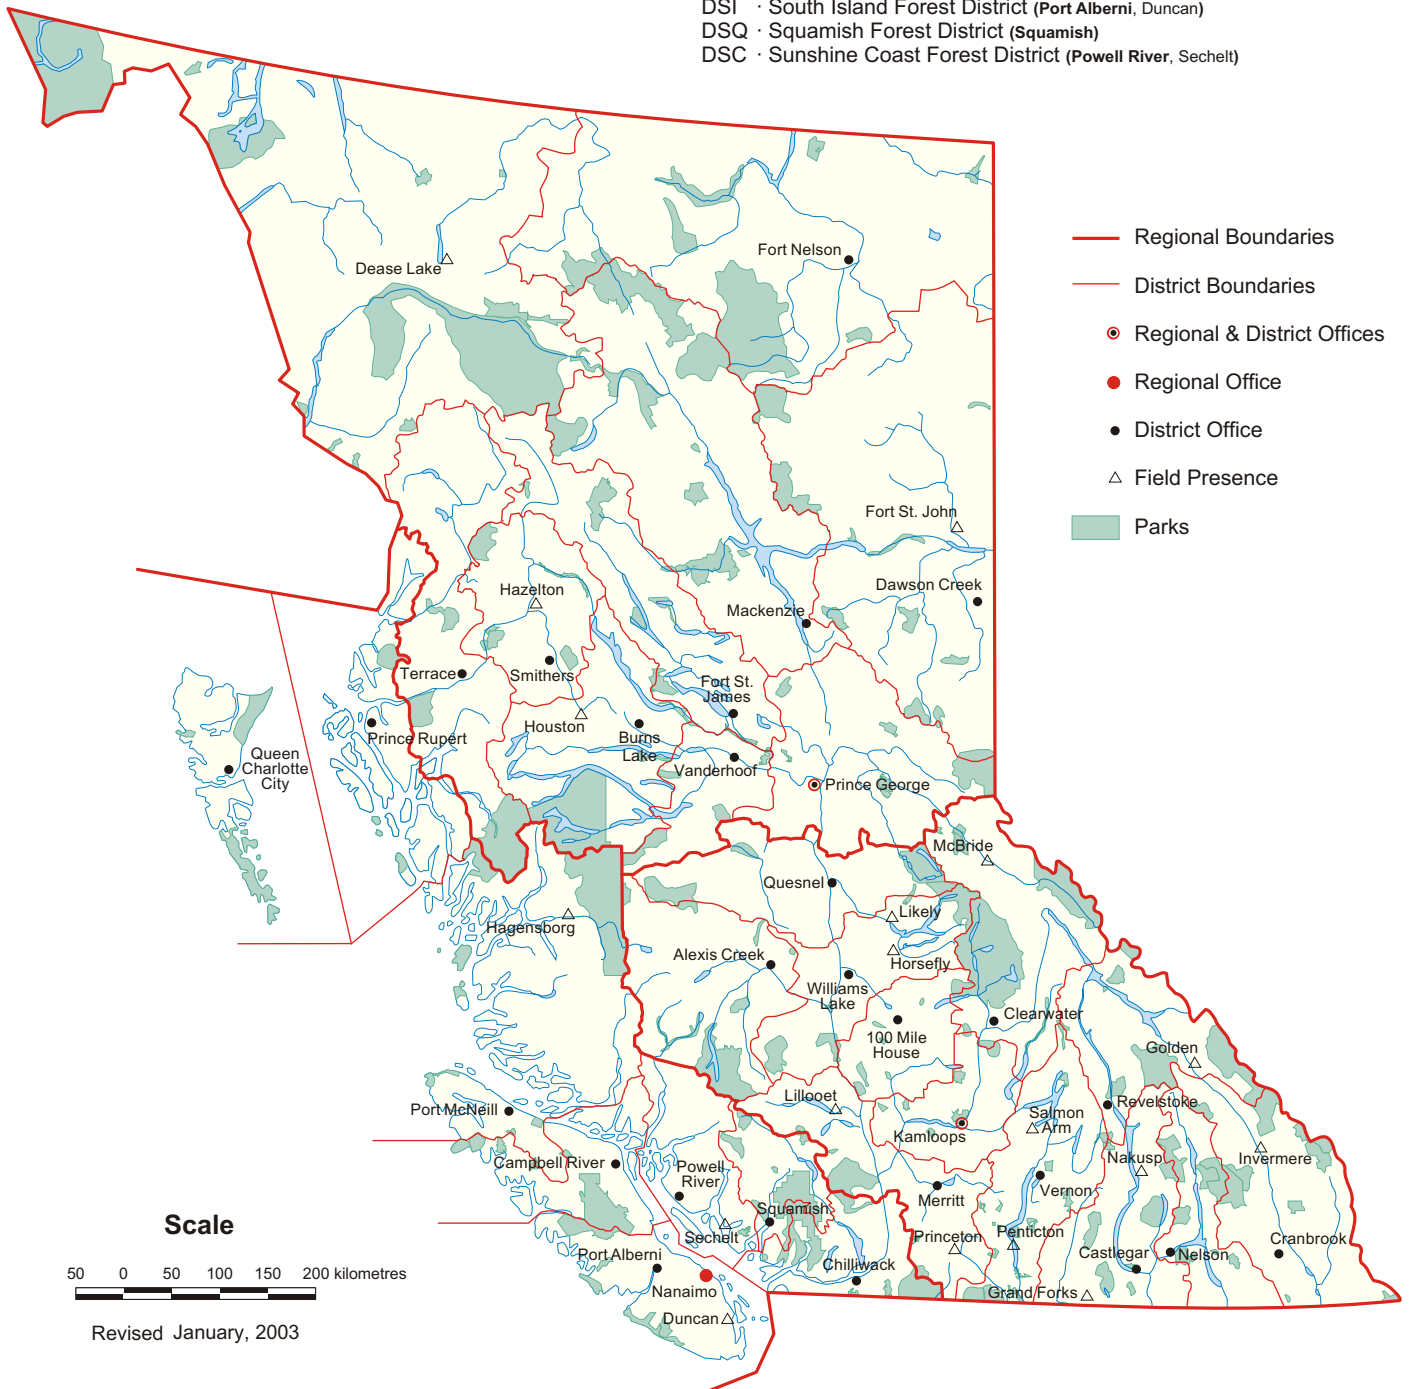 DSI · South Island Forest District (Port Alberni, Duncan)
DSQ · Squamish Forest District (Squamish)
DSC · Sunshine Coast Forest District (Powell River, Sechelt)
Regional Boundaries
District Boundaries
Regional & District Offices
Regional Office
District Office
Field Presence
Parks
Dease Lake
Fort Nelson
Fort St. John
Dawson Creek
Mackenzie
Hazelton
Terrace
Smithers
Fort St.
James
Houston
Burns
Lake
Prince Rupert
Queen
Charlotte
City
Vanderhoof
Prince George
McBride
Quesnel
Likely
Hagensborg
Alexis Creek
Horsefly
Williams
Lake
Clearwater
100 Mile
House
Golden
Lillooet
Port McNeill
Revelstoke
Salmon
Arm
Kamloops
Campbell River
Powell
River
Nakusp
Invermere
Merritt
Vernon
Squamish
Sechelt
Princeton
Penticton
Port Alberni
Chilliwack
Castlegar
Nelson
Cranbrook
Nanaimo
Grand Forks
Duncan
Scale
50 0 50 100 150 200 kilometres
Revised January, 2003